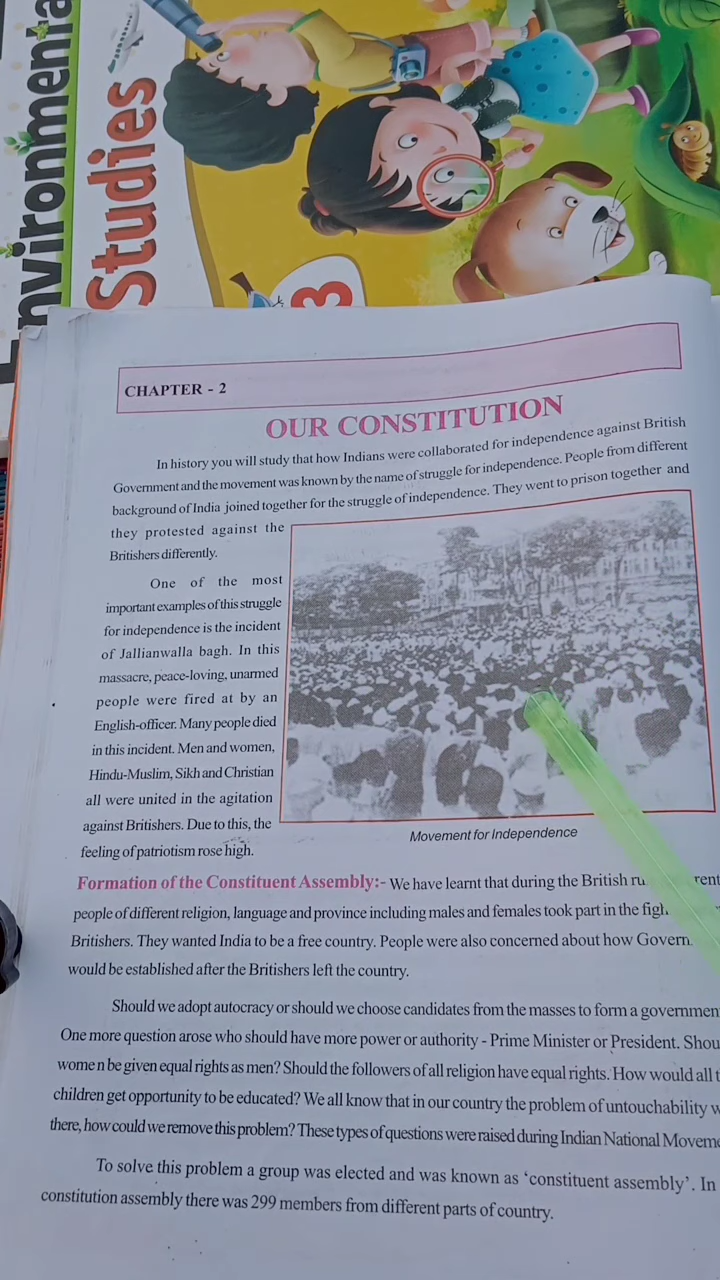 nvironmenta
Studies
3
CHAPTER - 2
OUR CONSTITUTION
In history you will study that how Indians were collaborated for independence against British
Government and the movement was known by the name of struggle for independence. People from different
background of India joined together for the struggle of independence. They went to prison together and
they protested against the
Britishers differently.
One of the most
important examples of this struggle
for independence is the incident
of Jallianwalla bagh. In this
massacre, peace-loving, unarmed
people were fired at by an
English-officer. Many people died
in this incident. Men and women,
Hindu-Muslim, Sikh and Christian
all were united in the agitation
against Britishers. Due to this, the
feeling of patriotism rose high.
Movement for Independence
Formation of the Constituent Assembly:- We have learnt that during the British
people of different religion, language and province including males and females took part in the
Britishers. They wanted India to be a free country. People were also concerned about how Govern
would be established after the Britishers left the country.
Should we adopt autocracy or should we choose candidates from the masses to form a governmen
One more question arose who should have more power or authority - Prime Minister or President. Shou
women be given equal rights as men? Should the followers of all religion have equal rights. How would all
children get opportunity to be educated? We all know that in our country the problem of untouchability
there, how could we remove this problem? These types of questions were raised during Indian National Movem
To solve this problem a group was elected and was known as ‘constituent assembly’. In
constitution assembly there was 299 members from different parts of country.